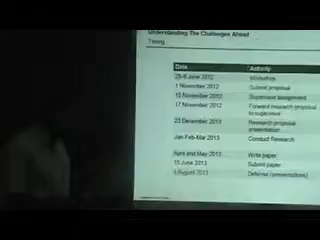 Understanding The Challenges Ahead
Timing
Date Activity
25-6 June 2012 Workshop
1 November 2012 Submit proposal
15 November 2012 Supervisor assignment
17 November 2012 Forward research proposal
to supervisor
23 December 2013 Research proposal
presentation
Jan-Feb-Mar 2013 Conduct Research
April and May 2013 Write paper
15 June 2013 Submit paper
1 August 2013 Defense (presentations)